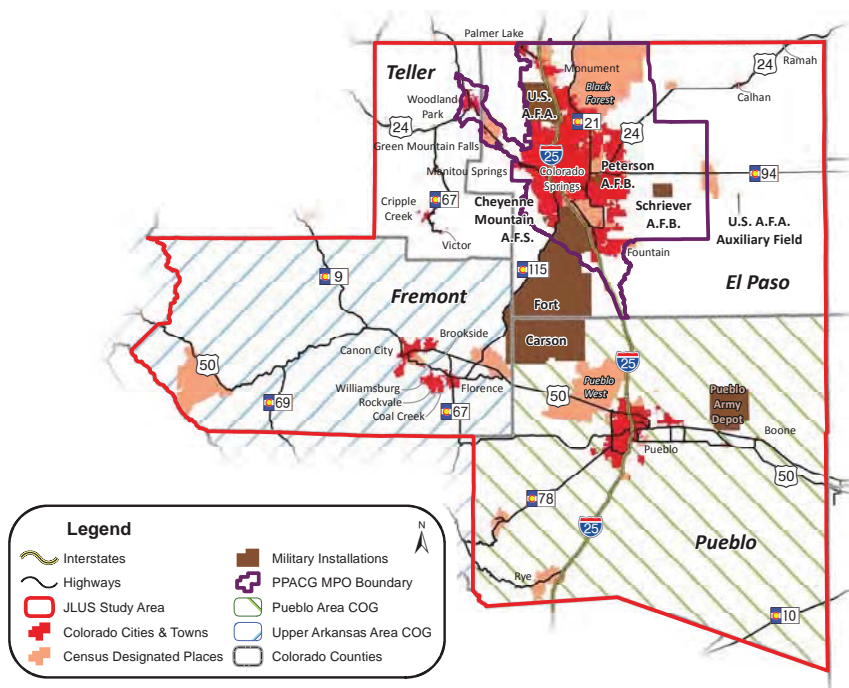 Palmer Lake
Ramah
24
Teller
Monument
Black
Forest
Calhan
Woodland
Park
U.S.
A.F.A.
24
21
24
Green Mountain Falls
25
Manitou Springs
Colorado
Springs
Peterson
A.F.B.
94
67
Cripple
Creek
Cheyenne
Mountain
A.F.S.
Schriever
A.F.B.
U.S. A.F.A.
Auxiliary Field
Victor
Fountain
9
115
El Paso
Fremont
Fort
Carson
Brookside
Canon City
50
25
Pueblo
West
50
Williamsburg
Rockvale
Coal Creek
Florence
69
67
Pueblo
Army
Depot
Boone
Pueblo
50
78
25
Pueblo
Rye
10
Legend
N
Interstates
Highways
JLUS Study Area
Colorado Cities & Towns
Census Designated Places
Military Installations
PPACG MPO Boundary
Pueblo Area COG
Upper Arkansas Area COG
Colorado Counties